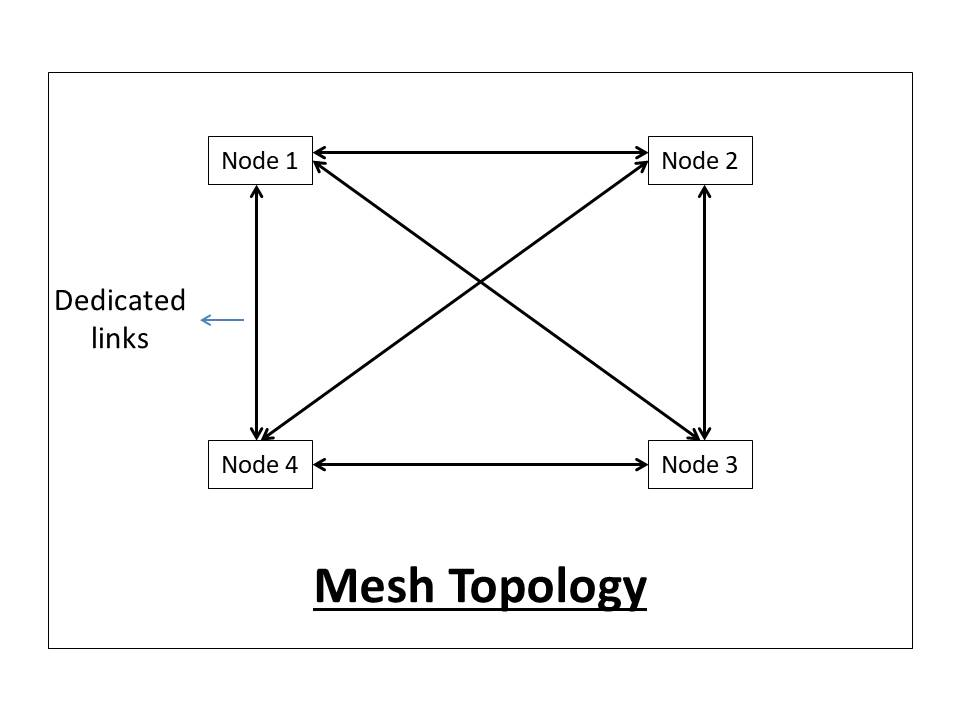 Node 1
Node 2
Dedicated
links
Node 4
Node 3
Mesh Topology